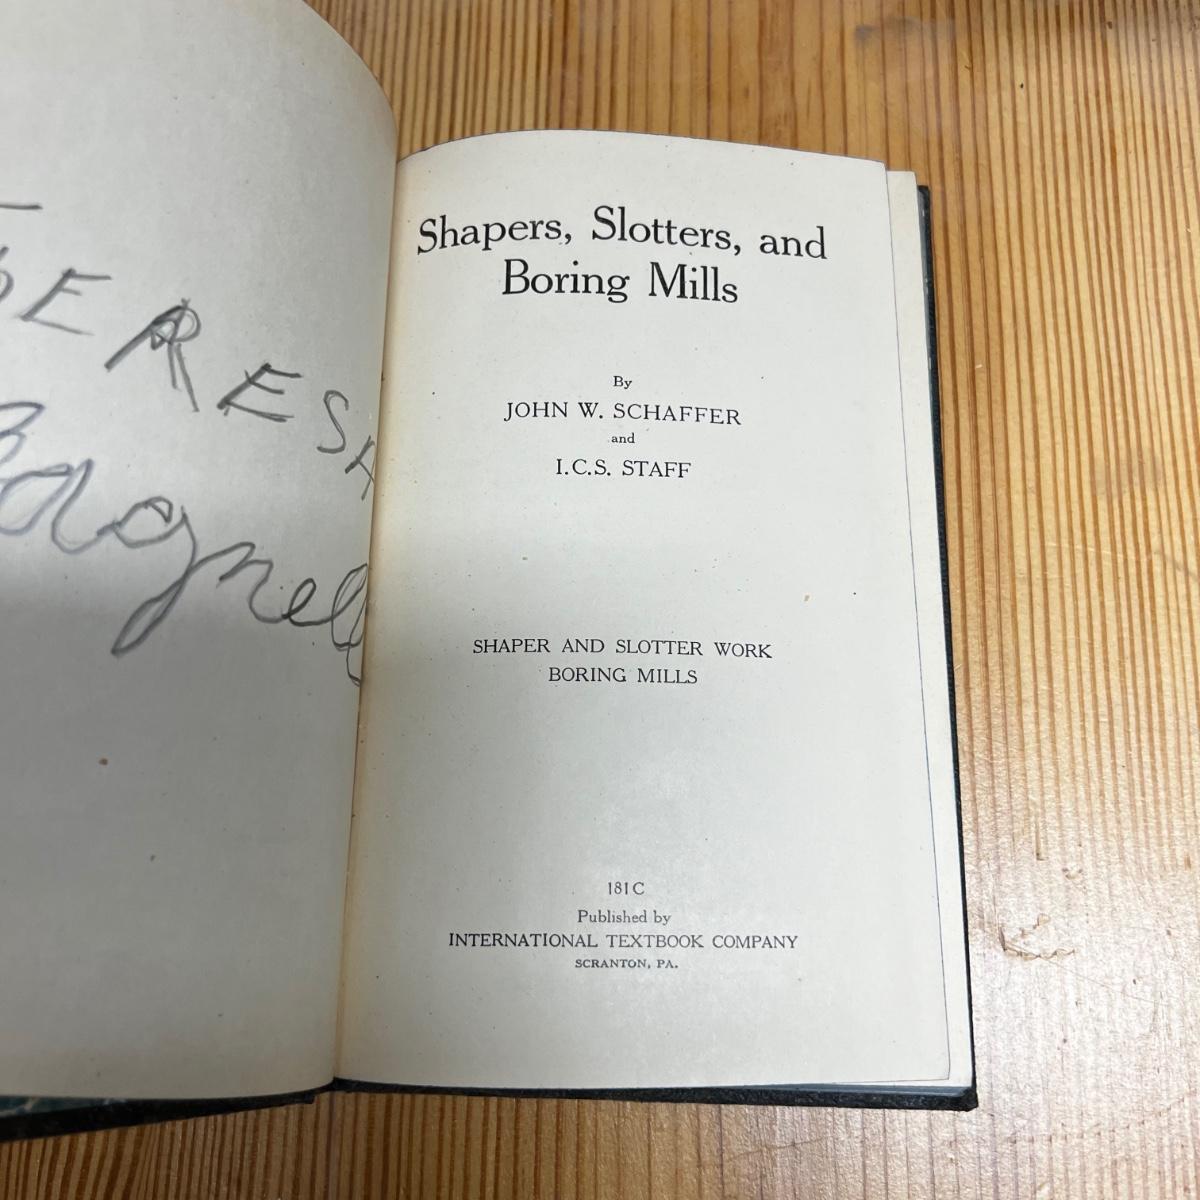 Bagnell
Shapers, Slotters, and
Boring Mills
By
JOHN W. SCHAFFER
and
I.C.S. STAFF
SHAPER AND SLOTTER WORK
BORING MILLS
181C
Published by
INTERNATIONAL TEXTBOOK COMPANY
SCRANTON, PA.